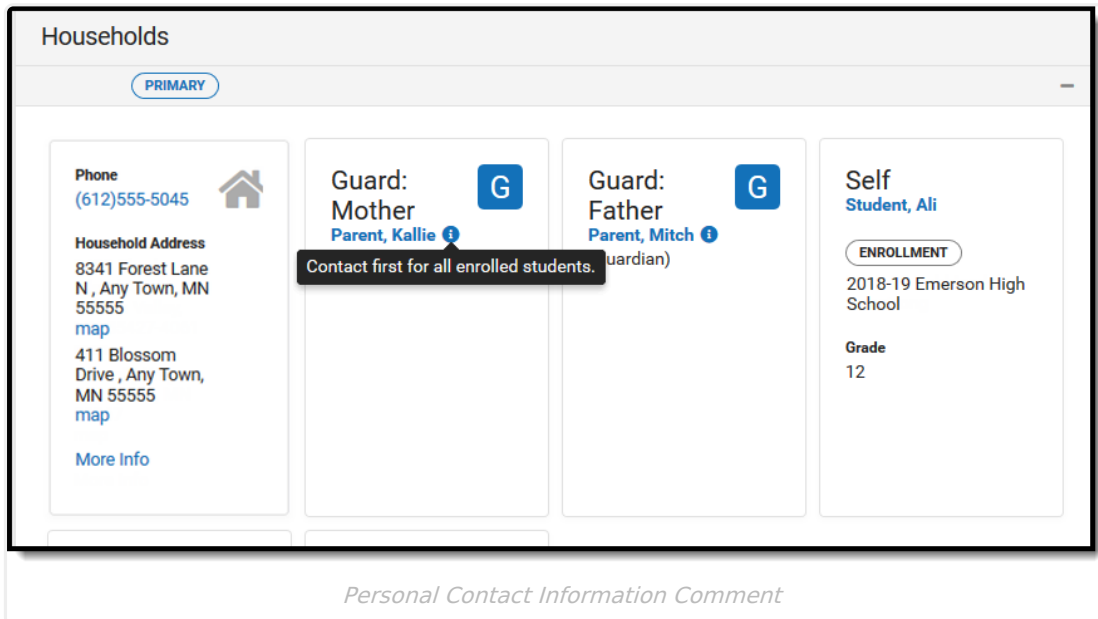 Households
PRIMARY
Phone
(612)555-5045
Household Address
8341 Forest Lane
N , Any Town, MN
55555
map
411 Blossom
Drive , Any Town,
MN 55555
map
More Info
Guard:
Mother
G
Parent, Kallie
Contact first for all enrolled students.
Guard:
Father
G
Parent, Mitch
uardian)
Self
Student, Ali
ENROLLMENT
2018-19 Emerson High
School
Grade
12
Personal Contact Information Comment